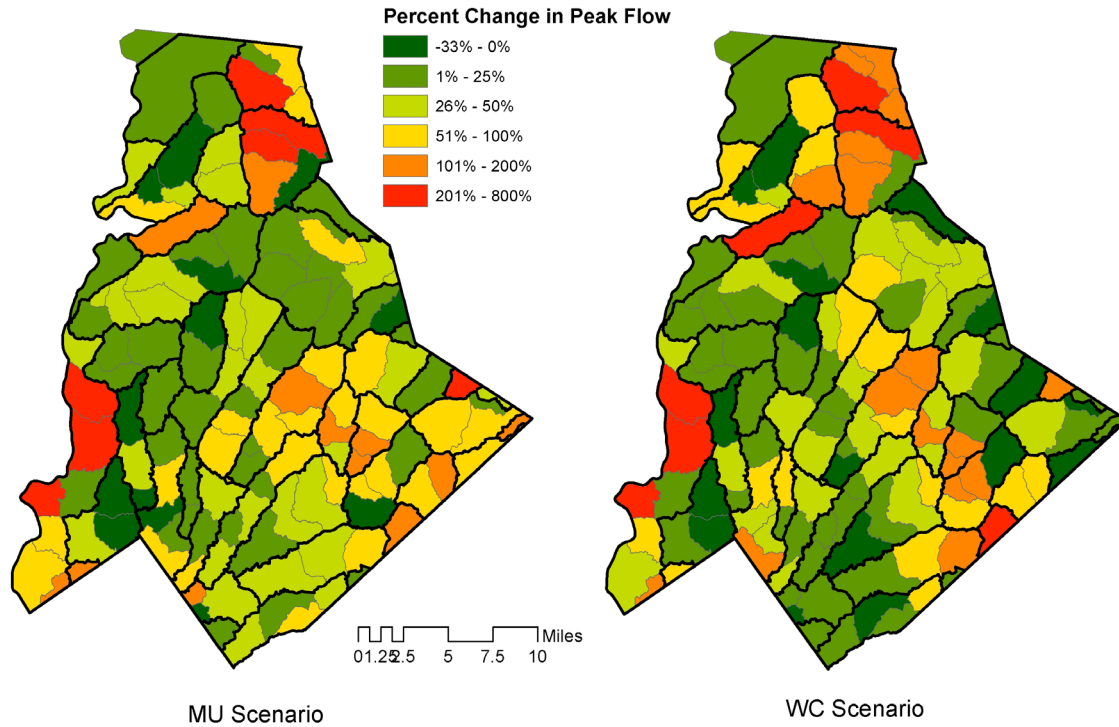 Percent Change in Peak Flow
-33% - 0%
1% - 25%
26% - 50%
51% - 100%
101% - 200%
201% - 800%
Miles
0 1.25 2.5 5 7.5 10
MU Scenario
WC Scenario